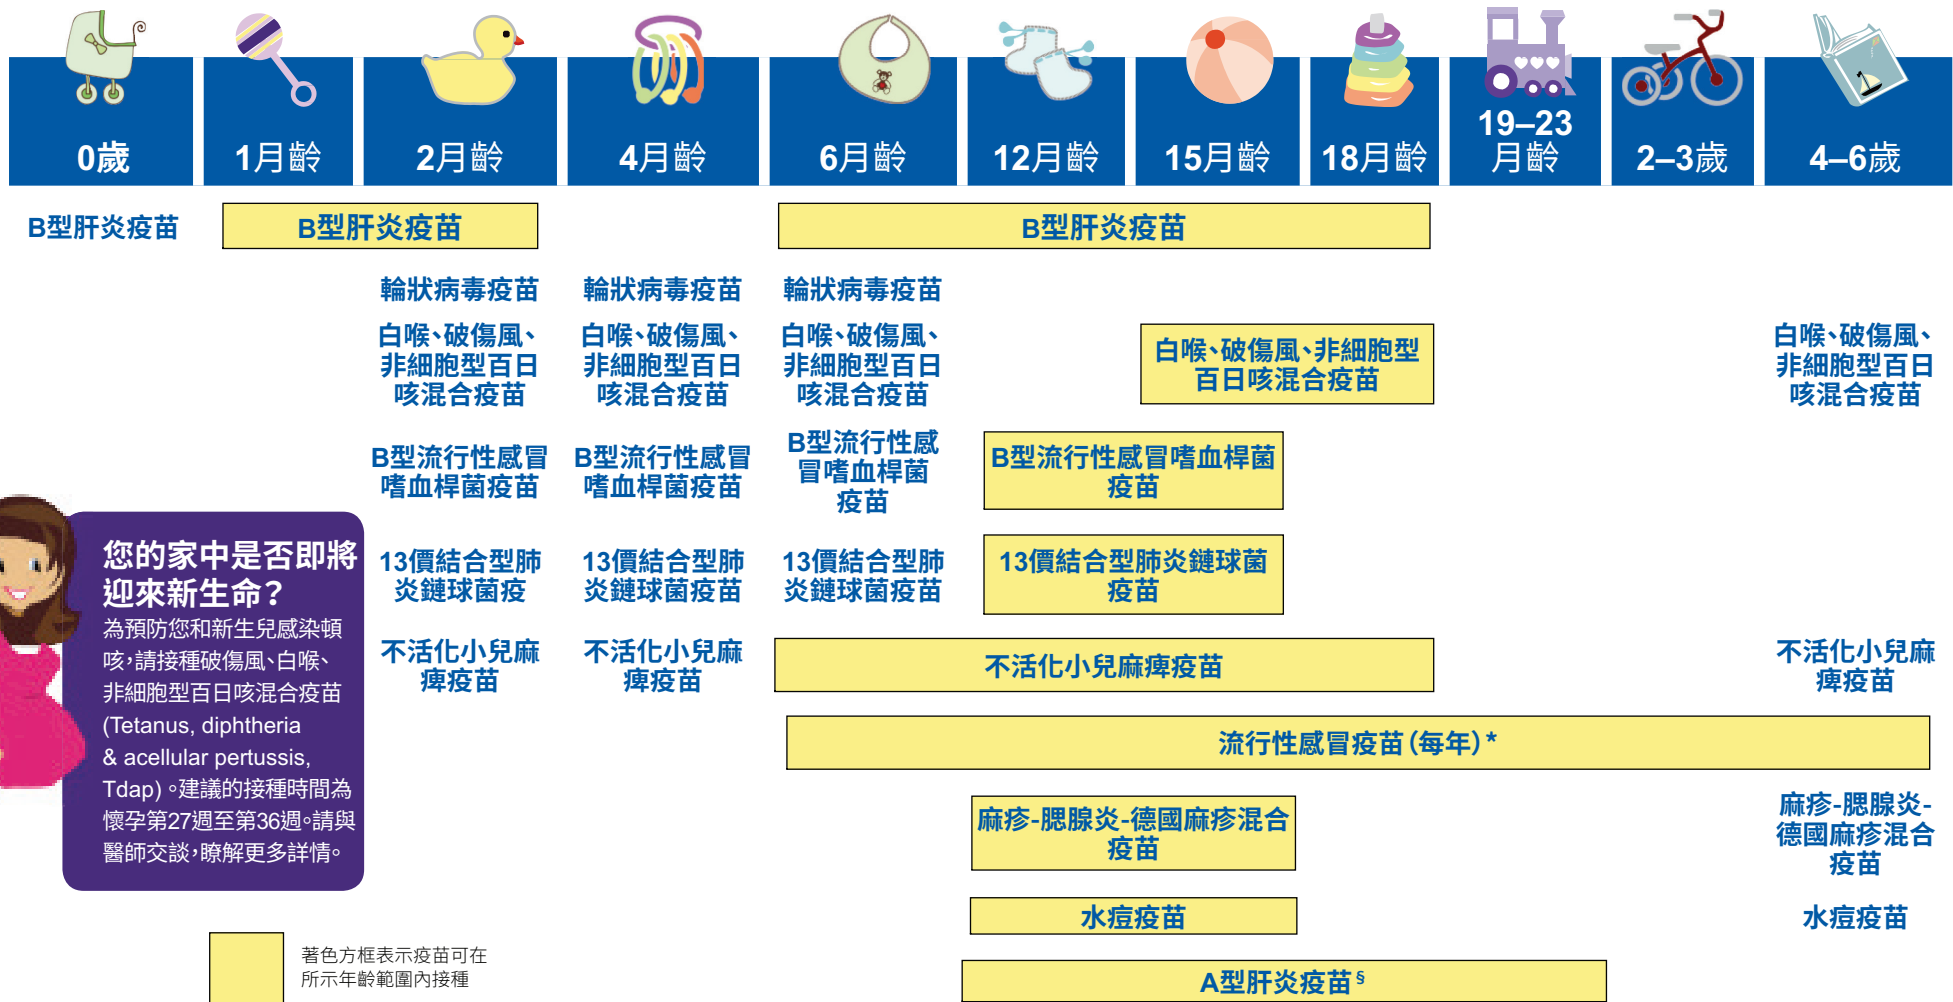 0歲
1月齡
2月齡
4月齡
6月齡
12月齡
15月齡
18月齡
19–23
月齡
2–3歲
4–6歲
B型肝炎疫苗
B型肝炎疫苗
B型肝炎疫苗
輪狀病毒疫苗
輪狀病毒疫苗
輪狀病毒疫苗
白喉、破傷風、
非細胞型百日
咳混合疫苗
白喉、破傷風、
非細胞型百日
咳混合疫苗
白喉、破傷風、
非細胞型百日
咳混合疫苗
白喉、破傷風、非細胞型
百日咳混合疫苗
白喉、破傷風、
非細胞型百日
咳混合疫苗
B型流行性感冒
嗜血桿菌疫苗
B型流行性感冒
嗜血桿菌疫苗
B型流行性感
冒嗜血桿菌
疫苗
B型流行性感冒嗜血桿菌
疫苗
13價結合型肺
炎鏈球菌疫
13價結合型肺
炎鏈球菌疫苗
13價結合型肺
炎鏈球菌疫苗
13價結合型肺炎鏈球菌
疫苗
不活化小兒麻
痺疫苗
不活化小兒麻
痺疫苗
不活化小兒麻痺疫苗
不活化小兒麻
痺疫苗
流行性感冒疫苗（每年）*
麻疹-腮腺炎-德國麻疹混合
疫苗
麻疹-腮腺炎-
德國麻疹混合
疫苗
水痘疫苗
水痘疫苗
A型肝炎疫苗§
您的家中是否即將
迎來新生命？
為預防您和新生兒感染頓
咳，請接種破傷風、白喉、
非細胞型百日咳混合疫苗
(Tetanus, diphtheria
& acellular pertussis,
Tdap)。建議的接種時間為
懷孕第27週至第36週。請與
醫師交談，瞭解更多詳情。
著色方框表示疫苗可在
所示年齡範圍內接種